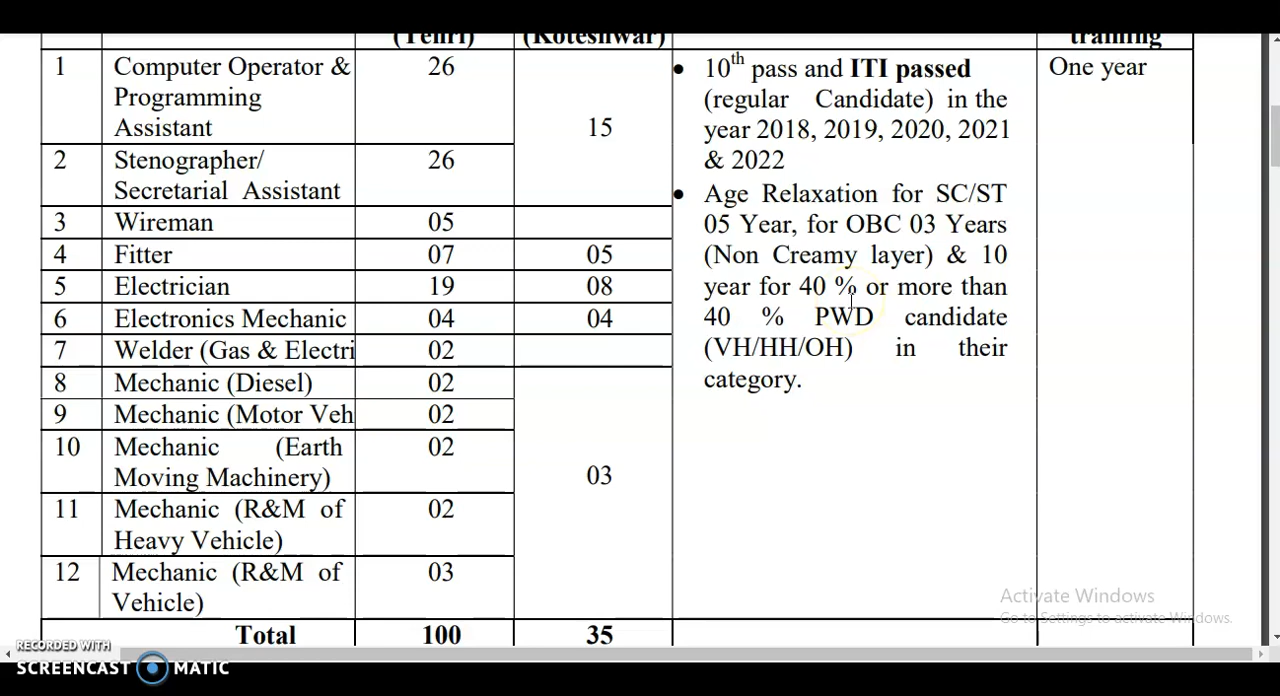 (Tehri) (Koteshwar) training
1 Computer Operator & 26 10th pass and ITI passed One year
Programming (regular Candidate) in the
Assistant 15 year 2018, 2019, 2020, 2021
2 Stenographer/ 26 & 2022
Secretarial Assistant Age Relaxation for SC/ST
3 Wireman 05 05 Year, for OBC 03 Years
4 Fitter 07 05 (Non Creamy layer) & 10
5 Electrician 19 08 year for 40 % or more than
6 Electronics Mechanic 04 04 40 % PWD candidate
7 Welder (Gas & Electri 02 (VH/HH/OH) in their
8 Mechanic (Diesel) 02 category.
9 Mechanic (Motor Veh 02
10 Mechanic (Earth 02
Moving Machinery) 03
11 Mechanic (R&M of 02
Heavy Vehicle)
12 Mechanic (R&M of 03
Vehicle)
Total 100 35
Activate Windows
Go to Settings to activate Windows.
RECORDED WITH
SCREENCAST MATIC